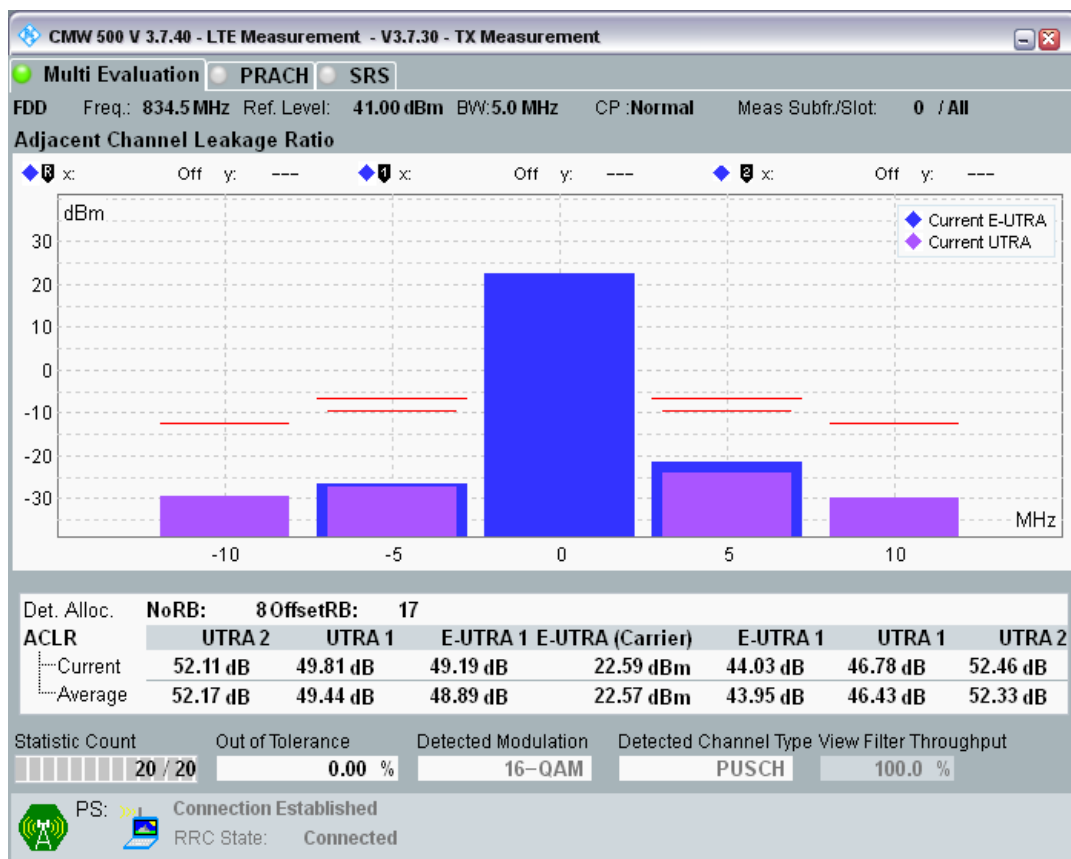 CMW 500 V 3.7.40 - LTE Measurement - V3.7.30 - TX Measurement
Multi Evaluation PRACH SRS
FDD Freq.: 834.5 MHz Ref. Level: 41.00 dBm BW:5.0 MHz CP :Normal Meas Subfr./Slot: 0 / All
Adjacent Channel Leakage Ratio
R x: Off y: --- 1 x: Off y: --- 2 x: Off y: ---
dBm
Current E-UTRA
Current UTRA
30
20
10
0
-10
-20
-30
MHz
-10 -5 0 5 10
Det. Alloc. NoRB: 8 OffsetRB: 17
ACLR UTRA 2 UTRA 1 E-UTRA 1 E-UTRA (Carrier) E-UTRA 1 UTRA 1 UTRA 2
Current 52.11 dB 49.81 dB 49.19 dB 22.59 dBm 44.03 dB 46.78 dB 52.46 dB
Average 52.17 dB 49.44 dB 48.89 dB 22.57 dBm 43.95 dB 46.43 dB 52.33 dB
Statistic Count Out of Tolerance Detected Modulation Detected Channel Type View Filter Throughput
20 / 20 0.00 % 16-QAM PUSCH 100.0 %
PS: Connection Established
RRC State: Connected